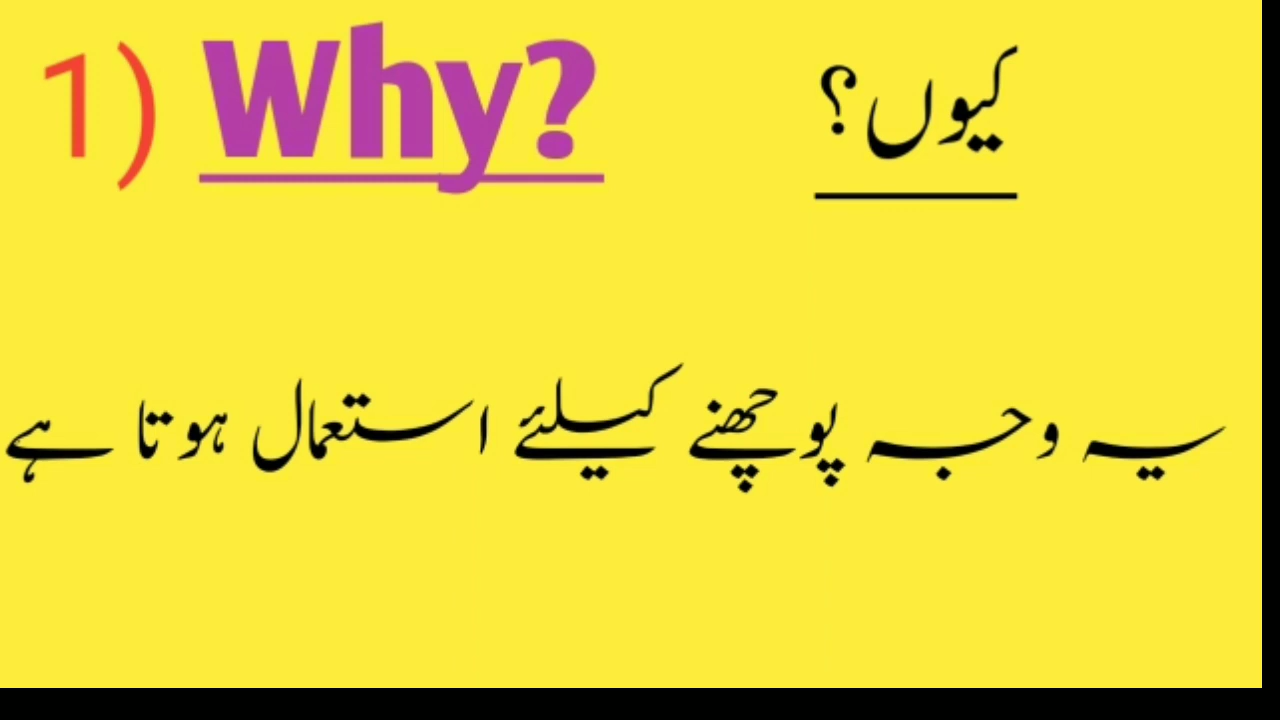 1) Why? کیوں؟
یہ وجہ پوچھنے کیلئے استعمال ہوتا ہے